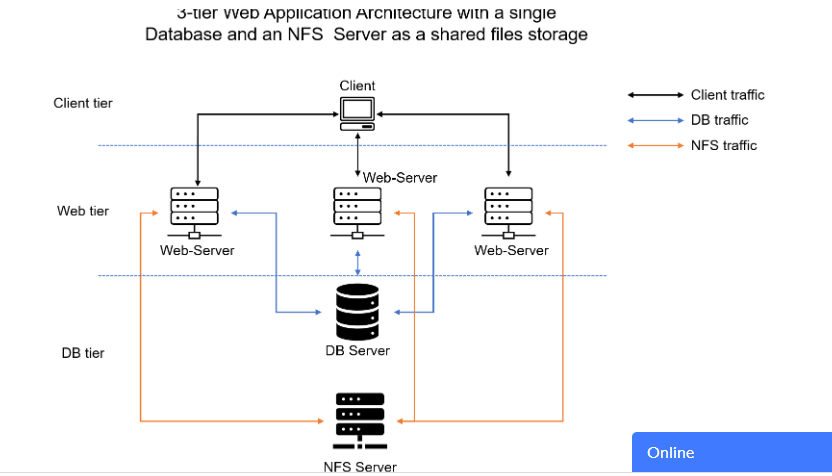 3-tier Web Application Architecture with a single
Database and an NFS Server as a shared files storage
Client
Client tier
Client traffic
DB traffic
NFS traffic
Web-Server
Web tier
Web-Server
Web-Server
DB Server
DB tier
NFS Server
Online